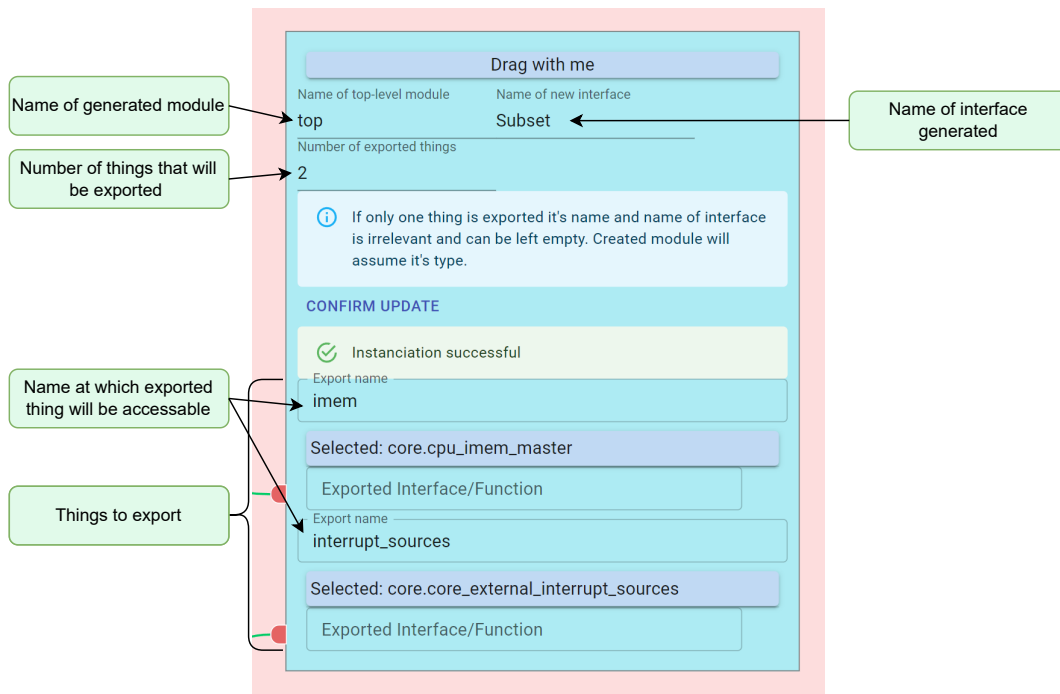 Drag with me
Name of generated module
Name of top-level module
top
Name of new interface
Subset
Name of interface
generated
Number of exported things
2
Number of things that will
be exported
If only one thing is exported it's name and name of interface
is irrelevant and can be left empty. Created module will
assume it's type.
CONFIRM UPDATE
Instanciation successful
Name at which exported
thing will be accessable
Export name
imem
Selected: core.cpu_imem_master
Exported Interface/Function
Things to export
Export name
interrupt_sources
Selected: core.core_external_interrupt_sources
Exported Interface/Function